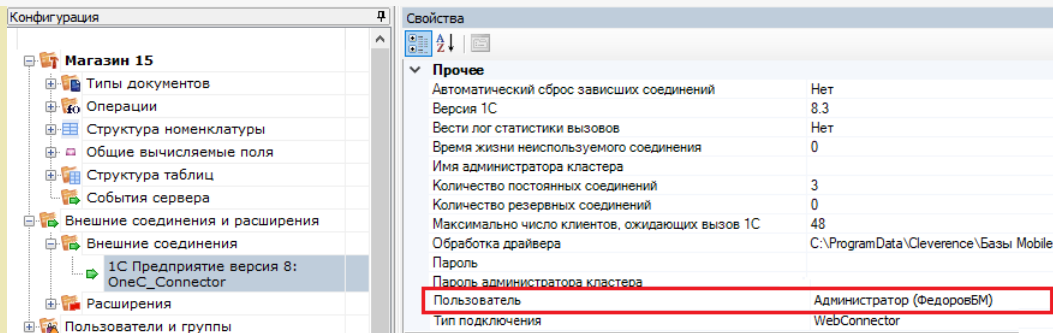 Конфигурация
Магазин 15
Типы документов
Операции
Структура номенклатуры
Общие вычисляемые поля
Структура таблиц
События сервера
Внешние соединения и расширения
Внешние соединения
1С Предприятие версия 8:
OneC_Connector
Расширения
Пользователи и группы
Свойства
Прочее
Автоматический сброс зависших соединений Нет
Версия 1С 8.3
Вести лог статистики вызовов Нет
Время жизни неиспользуемого соединения 0
Имя администратора кластера
Количество постоянных соединений 3
Количество резервных соединений 0
Максимально число клиентов, ожидающих вызов 1С 48
Обработка драйвера C:\ProgramData\Cleverence\Базы Mobile
Пароль
Пароль администратора кластера
Пользователь Администратор (ФедоровБМ)
Тип подключения WebConnector